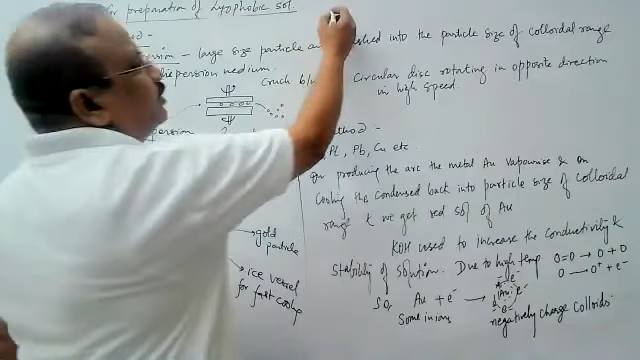 for preparation of Lyophobic sol
- large size particle are crushed into the particle size of colloidal range
dispersion medium.
Crush b/w Circular disc rotating in opposite direction
in high speed.
Pt, Pb, Cu etc.
On producing the arc the metal Au vapourise & on
Cooling the condensed back into particle size of colloidal
range & we get red sol of Au
gold
particle
ice vessel
for fast cooling
KOH used to increase the conductivity &
Stability of solution. Due to high temp. O=O → O + O
O → O⁺ + e⁻
So, Au + e⁻ →
Some in ions
negatively charge Colloids